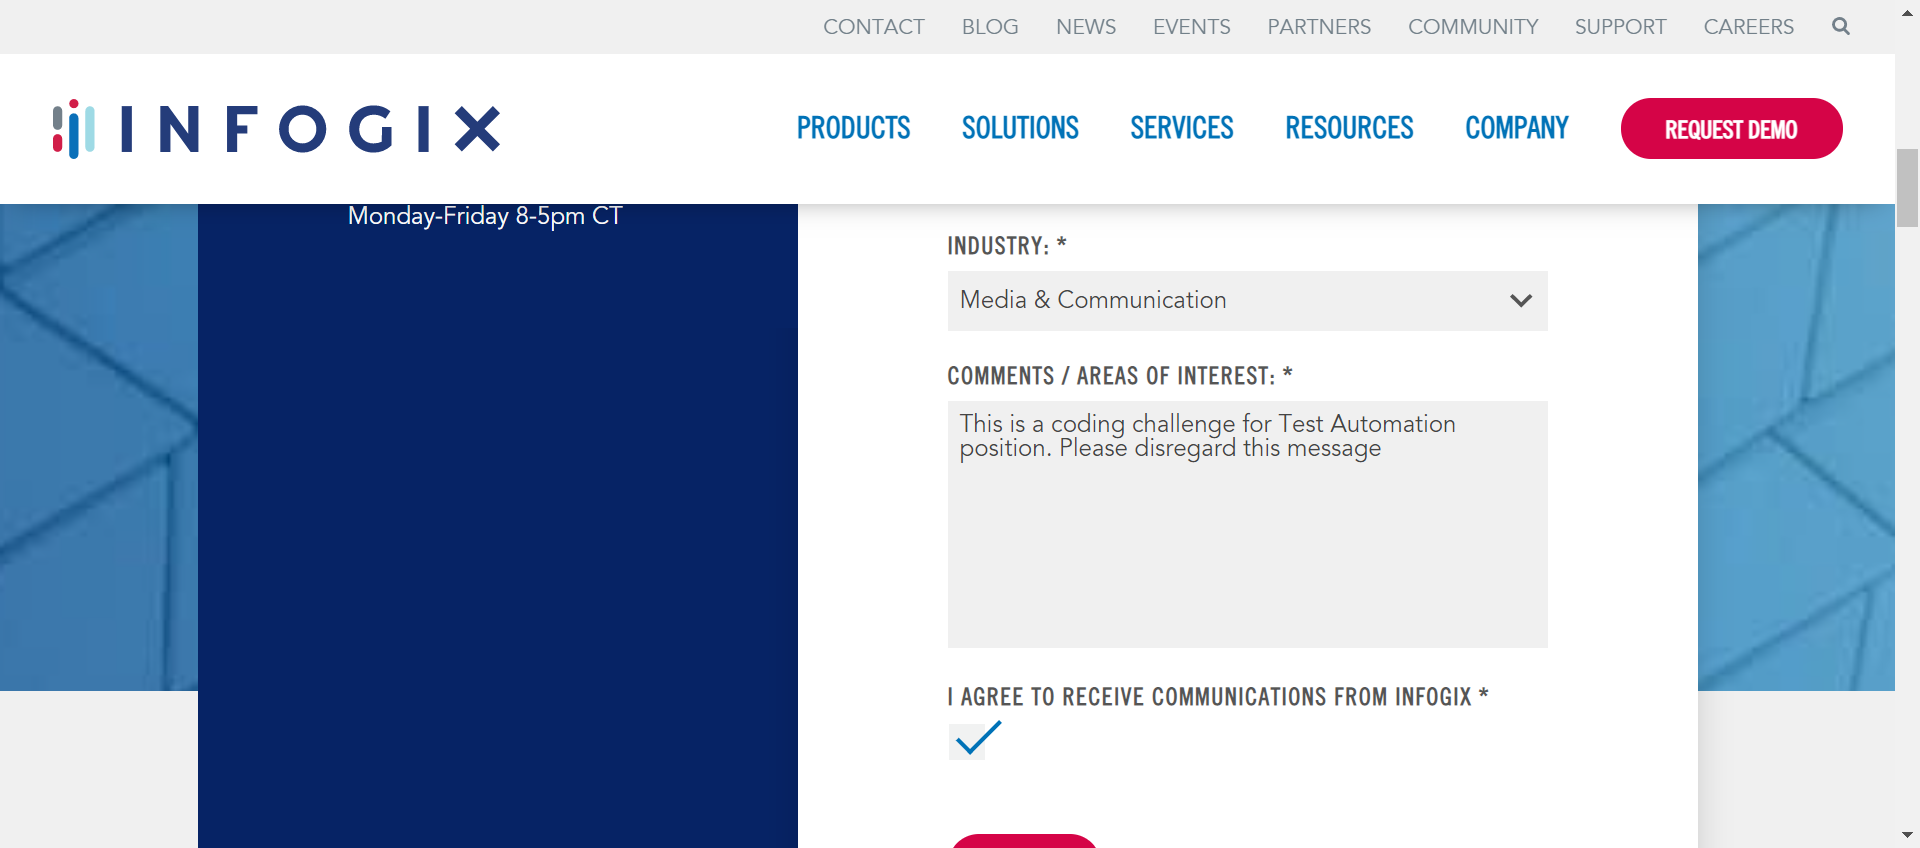 CONTACT BLOG NEWS EVENTS PARTNERS COMMUNITY SUPPORT CAREERS
INFOGIX
PRODUCTS SOLUTIONS SERVICES RESOURCES COMPANY REQUEST DEMO
Monday-Friday 8-5pm CT
INDUSTRY: *
Media & Communication
COMMENTS / AREAS OF INTEREST: *
This is a coding challenge for Test Automation
position. Please disregard this message
I AGREE TO RECEIVE COMMUNICATIONS FROM INFOGIX *